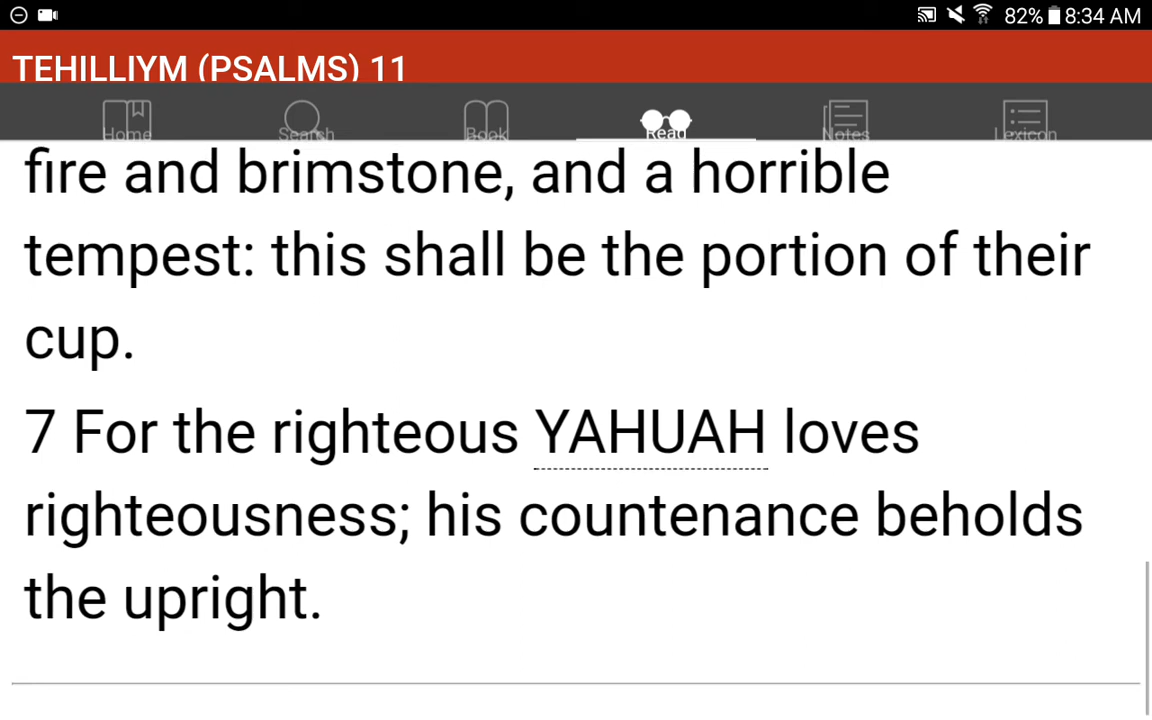 82% 8:34 AM
TEHILLIYM (PSALMS) 11
Home Search Book Read Notes Lexicon
fire and brimstone, and a horrible
tempest: this shall be the portion of their
cup.
7 For the righteous YAHUAH loves
righteousness; his countenance beholds
the upright.